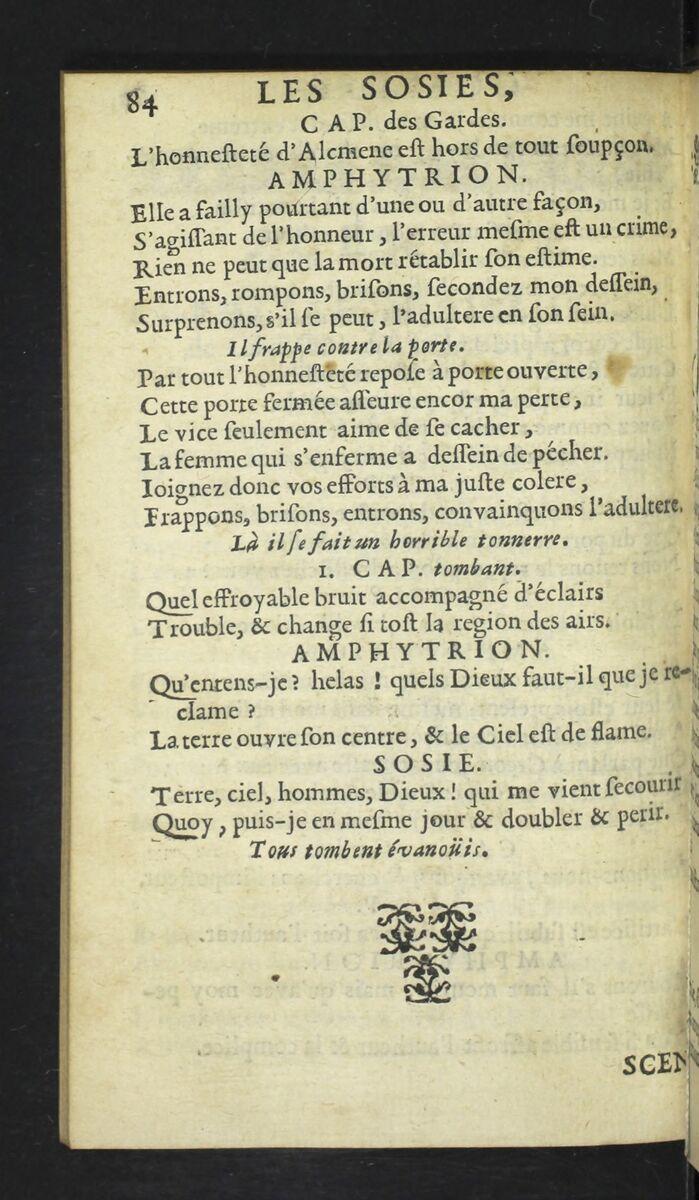 84 LES SOSIES,
CAP. des Gardes.
L'honneſteté d'Alcmene eſt hors de tout ſoupçon.
AMPHYTRION.
Elle a failly pourtant d'une ou d'autre façon,
S'agiſſant de l'honneur, l'erreur meſme eſt un crime,
Rien ne peut que la mort rétablir ſon eſtime.
Entrons, rompons, briſons, ſecondez mon deſſein,
Surprenons, s'il ſe peut, l'adultere en ſon ſein.
Il frappe contre la porte.
Par tout l'honneſteté repoſe à porte ouverte,
Cette porte fermée aſſeure encor ma perte,
Le vice ſeulement aime de ſe cacher,
La femme qui s'enferme a deſſein de pécher.
Ioignez donc vos efforts à ma juſte colere,
Frappons, briſons, entrons, convainquons l'adultere.
Là il ſe fait un horrible tonnerre.
1. CAP. tombant.
Quel effroyable bruit accompagné d'éclairs
Trouble, & change ſi toſt la region des airs.
AMPHYTRION.
Qu'entens-je ? helas ! quels Dieux faut-il que je re-
clame ?
La terre ouvre ſon centre, & le Ciel eſt de flame.
SOSIE.
Terre, ciel, hommes, Dieux ! qui me vient ſecourir
Quoy, puis-je en meſme jour & doubler & perir.
Tous tombent évanoüis.
SCEN